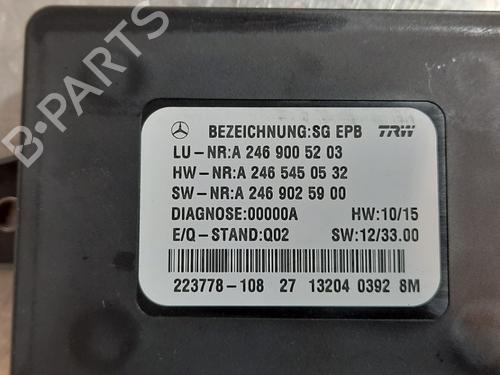 B-PARTS
BEZEICHNUNG:SG EPB TRW
LU-NR:A 246 900 52 03
HW-NR:A 246 545 05 32
SW-NR:A 246 902 59 00
DIAGNOSE:00000A HW:10/15
E/Q-STAND:Q02 SW:12/33.00
223778-108 27 13204 0392 8M